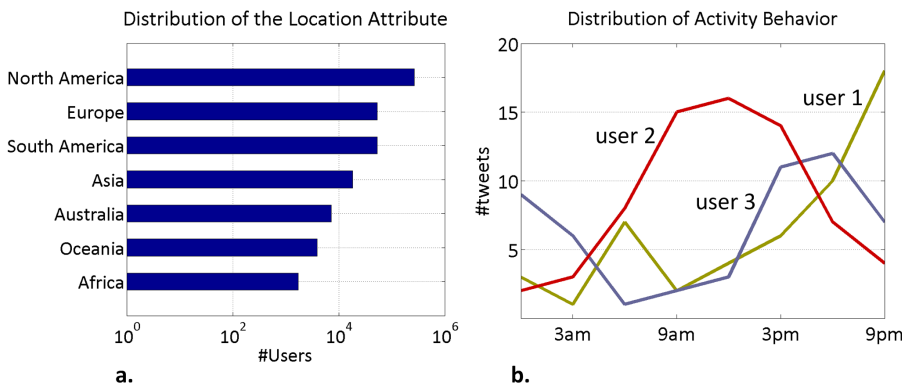 Distribution of the Location Attribute
North America
Europe
South America
Asia
Australia
Oceania
Africa
10^0 10^2 10^4 10^6
#Users
a.
Distribution of Activity Behavior
20
15
10
5
#tweets
user 1
user 2
user 3
3am 9am 3pm 9pm
b.